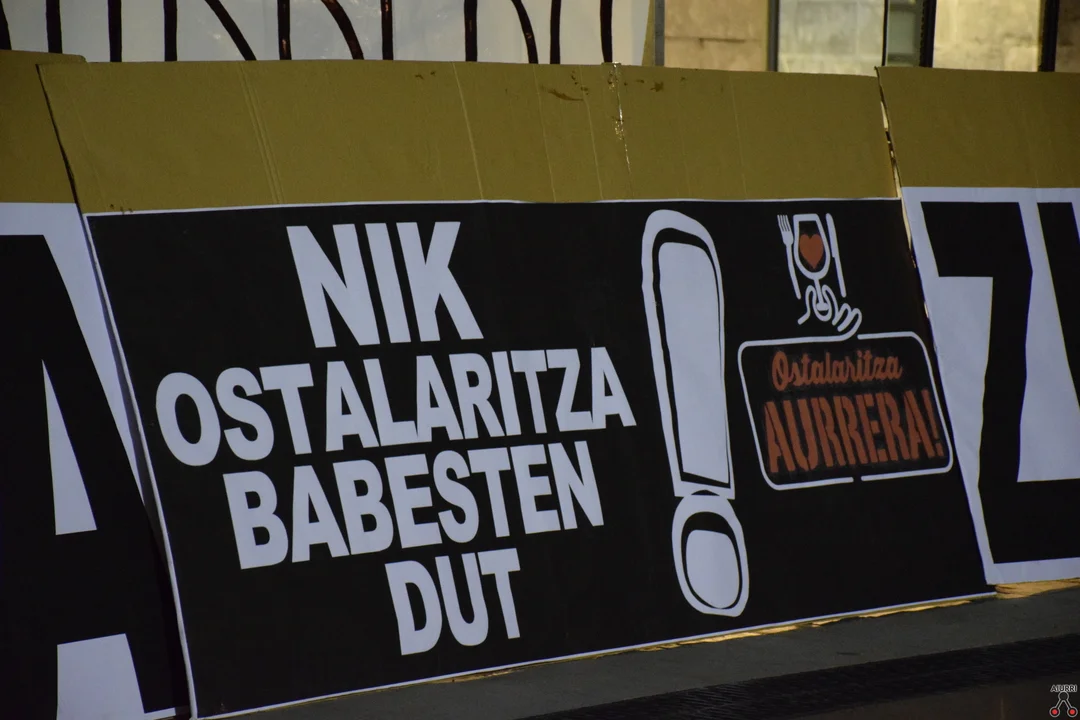 NIK
OSTALARITZA
BABESTEN
DUT
!
Ostalaritza
AURRERA!
A
Z
AIURRI